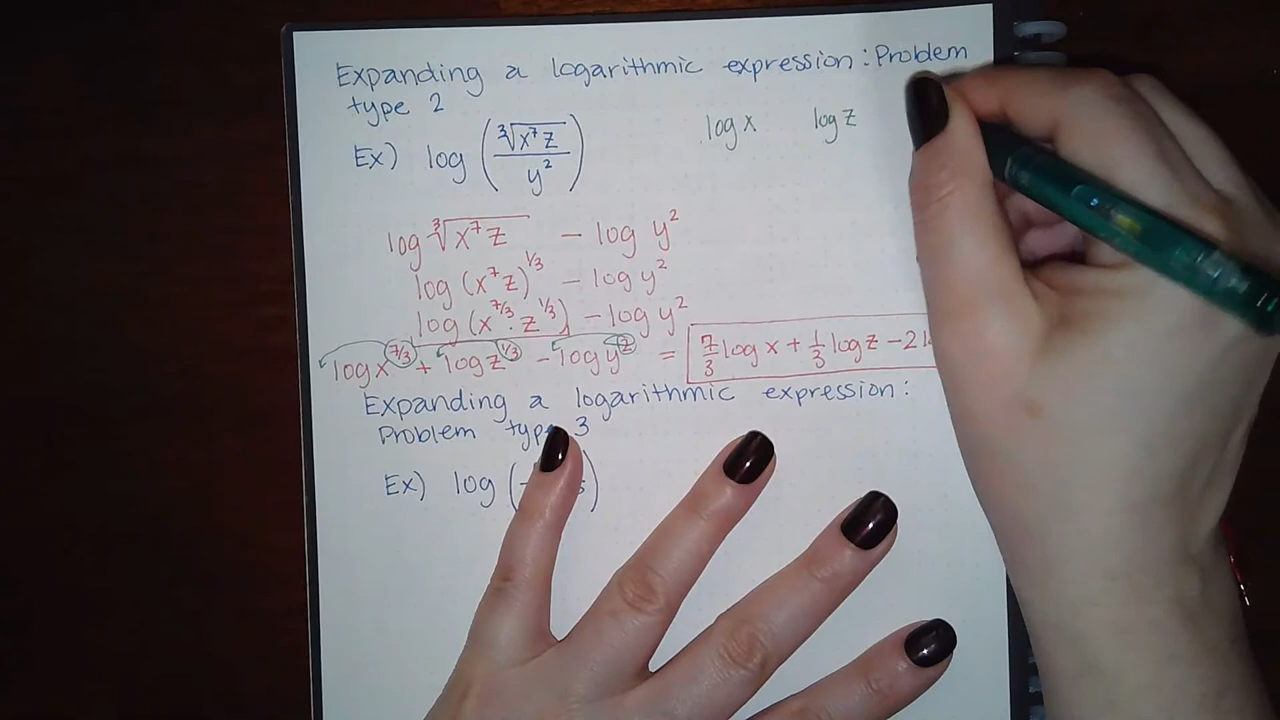 Expanding a logarithmic expression: Problem
type 2
log x log z
Ex) log (∛(x⁷z) / y²)
log ∛(x⁷z) − log y²
log (x⁷z)^1/3 − log y²
log (x^7/3 · z^1/3) − log y²
log x^7/3 + log z^1/3 − log y² = 7/3 log x + 1/3 log z − 2
Expanding a logarithmic expression:
Problem type 3
Ex) log (